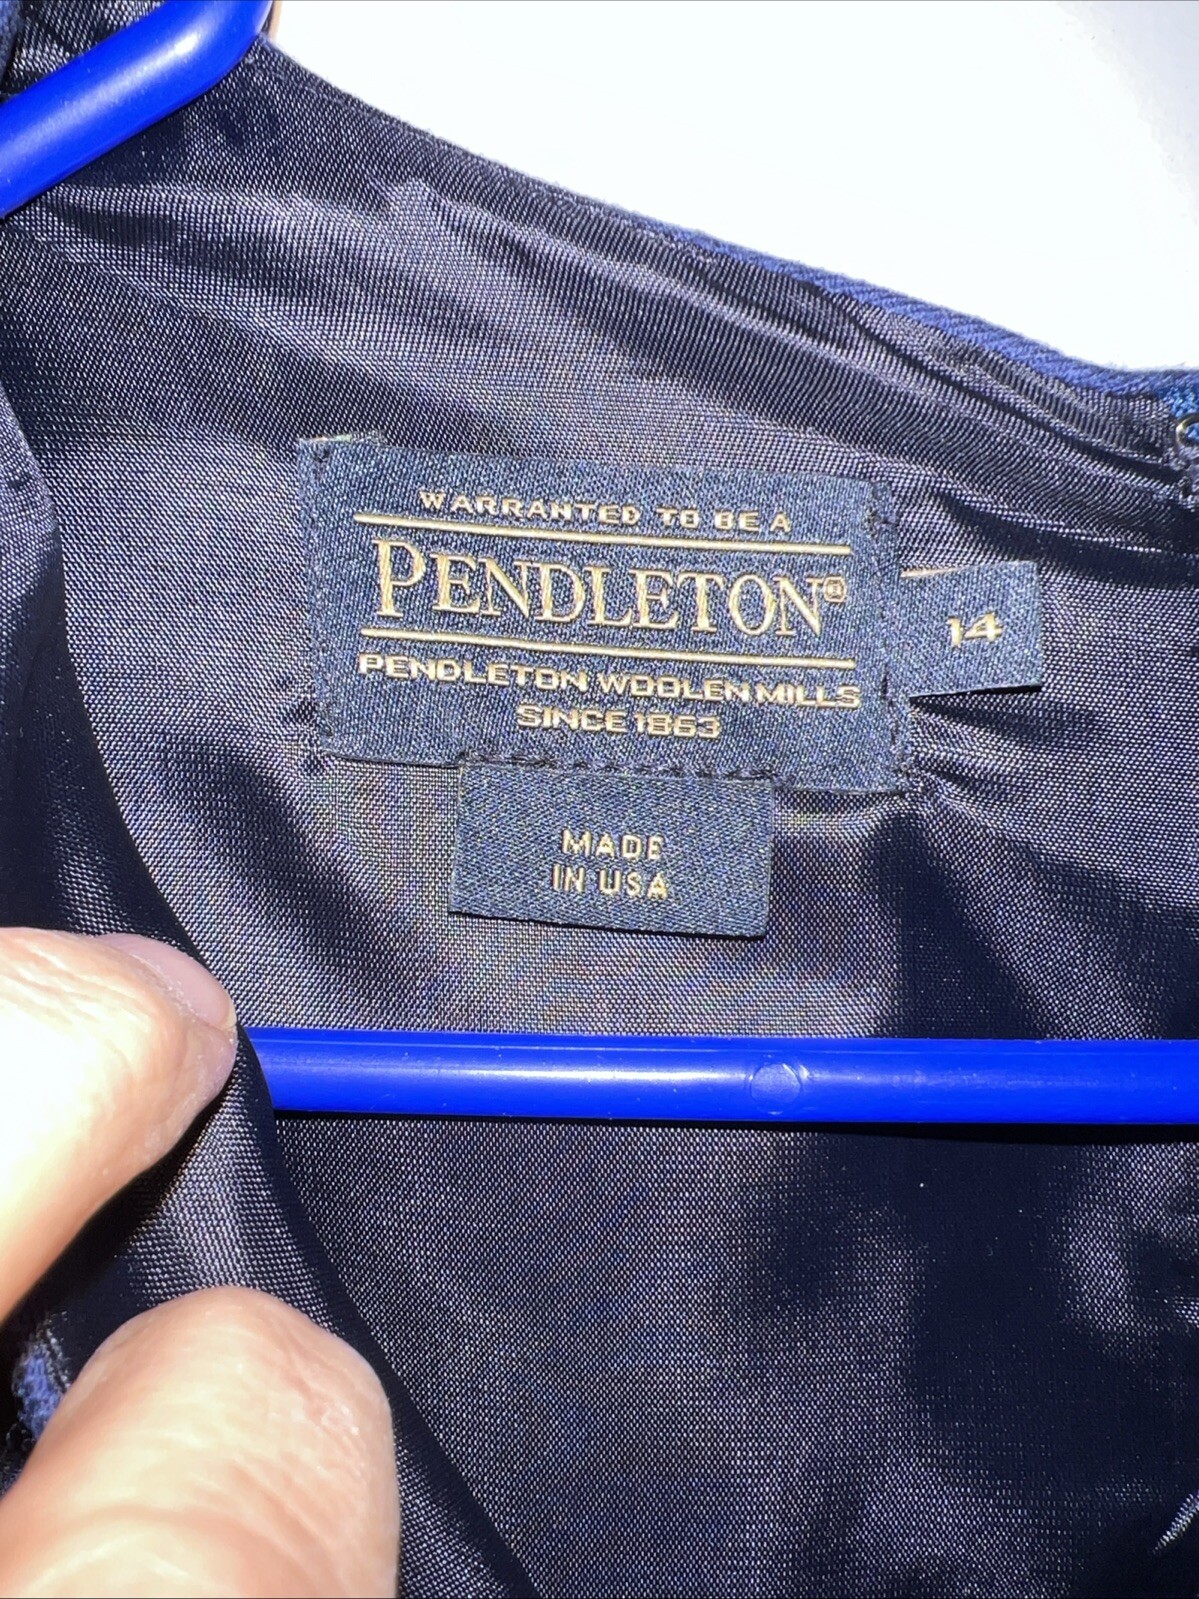 WARRANTED TO BE A
PENDLETON®
PENDLETON WOOLEN MILLS
SINCE 1863
14
MADE
IN USA